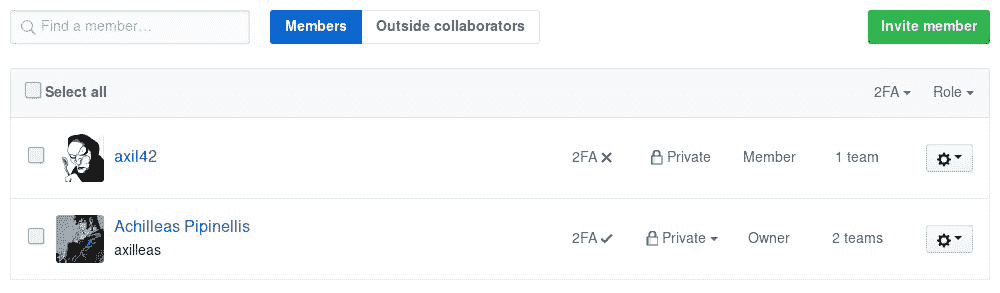 Find a member...
Members
Outside collaborators
Invite member
Select all
2FA
Role
axil42
2FA
Private
Member
1 team
Achilleas Pipinellis
axilleas
2FA
Private
Owner
2 teams